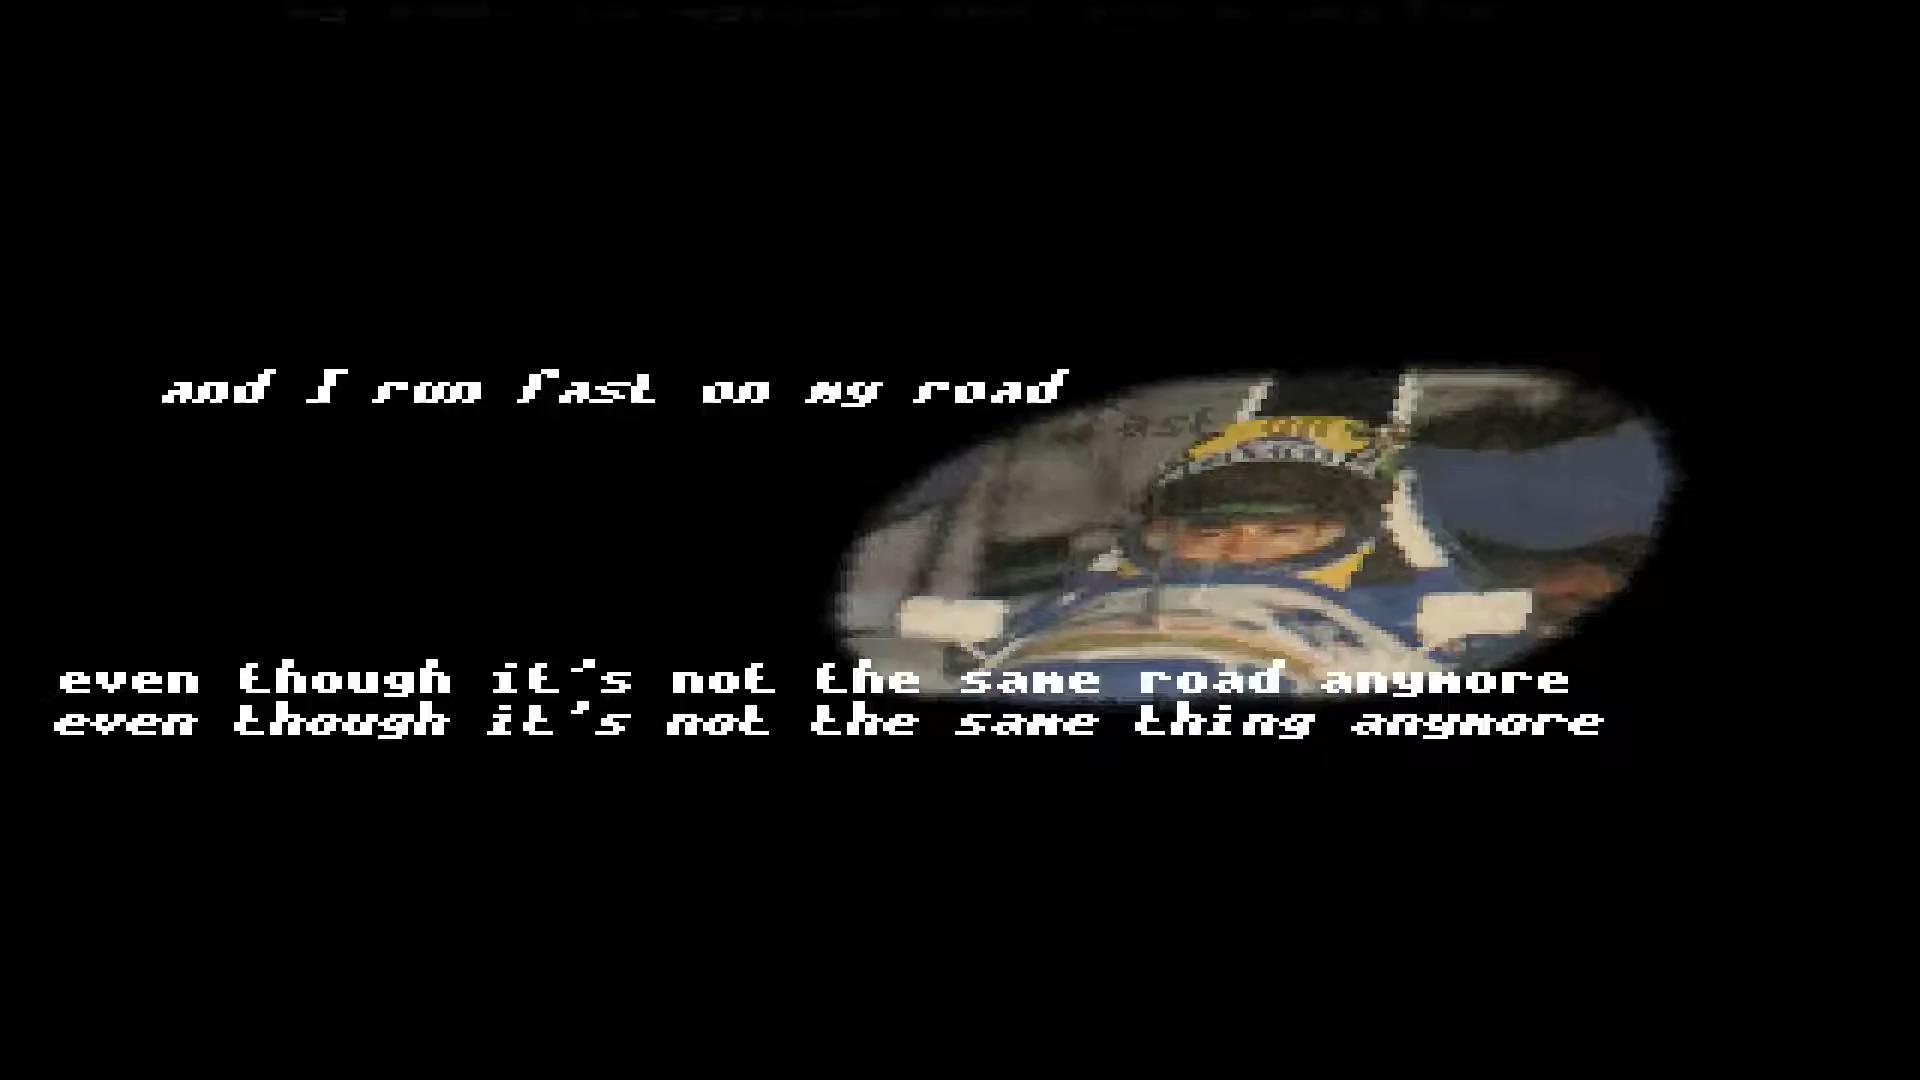 and I run fast on my road
even though it's not the same road anymore
even though it's not the same thing anymore